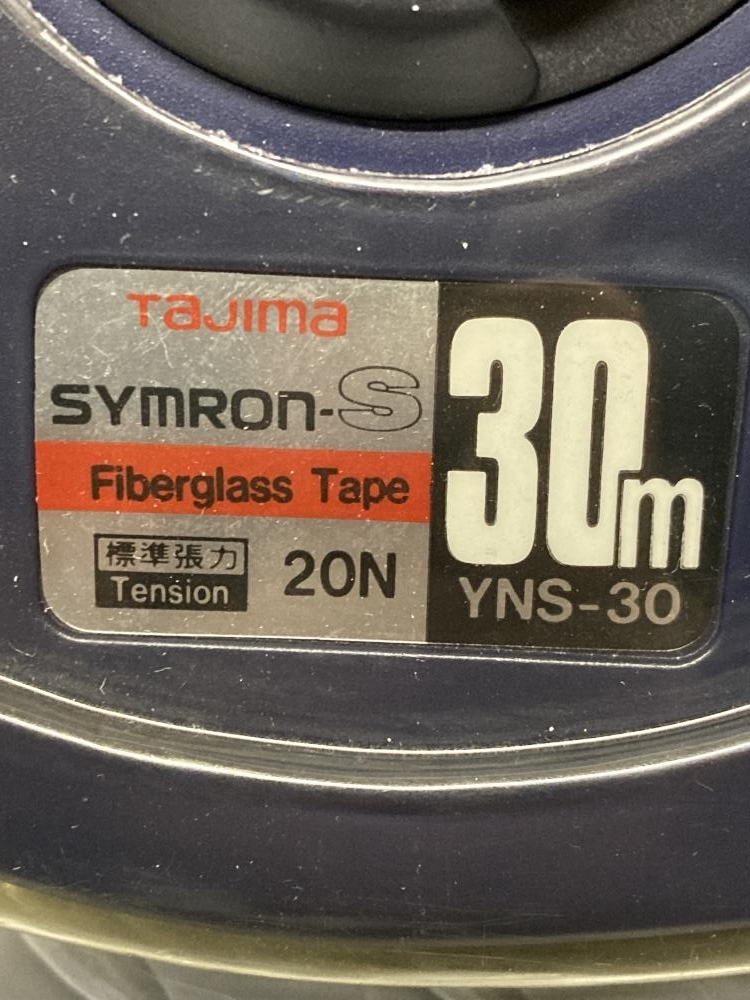 TAJIMA
SYMRON-S
Fiberglass Tape
標準張力
Tension
20N
30m
YNS-30